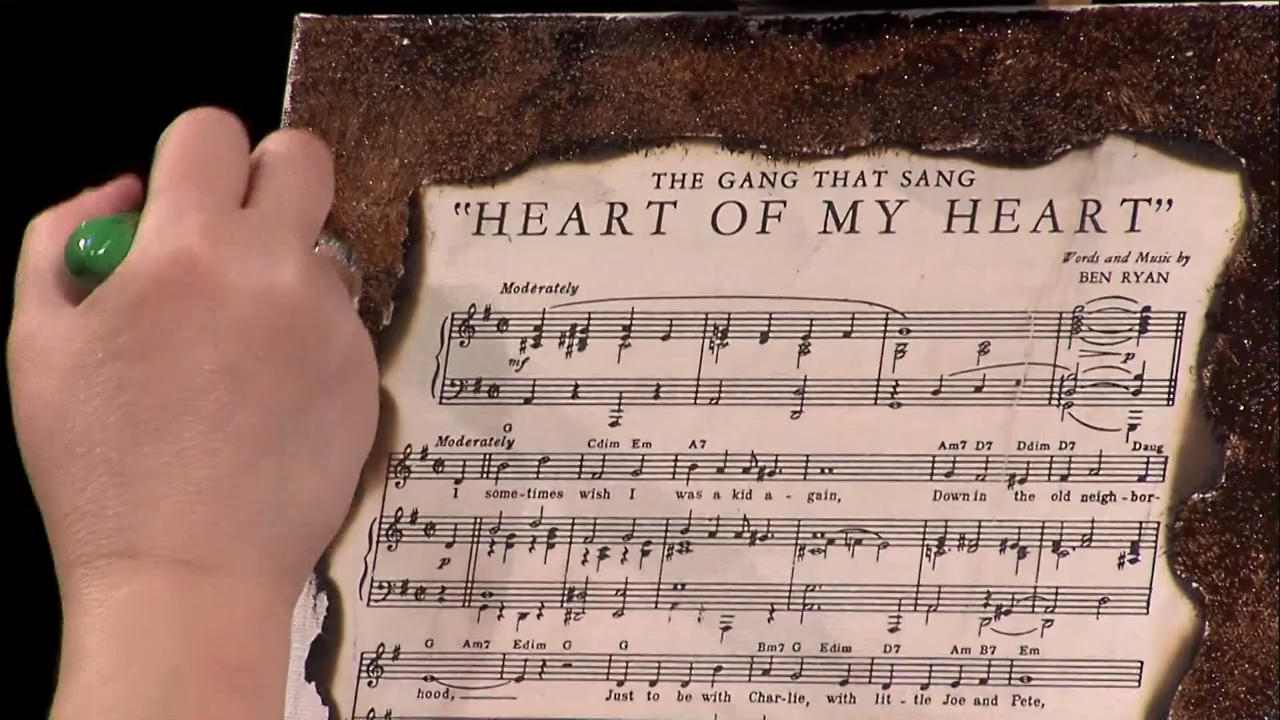 THE GANG THAT SANG
"HEART OF MY HEART"
Words and Music by
BEN RYAN
Moderately
mf
p
G
Moderately
Cdim Em A7 Am7 D7 Ddim D7 Daug
I some-times wish I was a kid a - gain, Down in the old neigh-bor-
p
G Am7 Edim G G Bm7 G Edim D7 Am B7 Em
hood, Just to be with Char-lie, with lit - tle Joe and Pete,